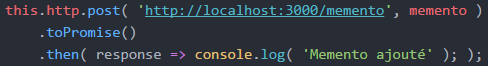 this.http.post( 'http://localhost:3000/memento', memento )
.toPromise()
.then( response => console.log( 'Memento ajouté' ); );